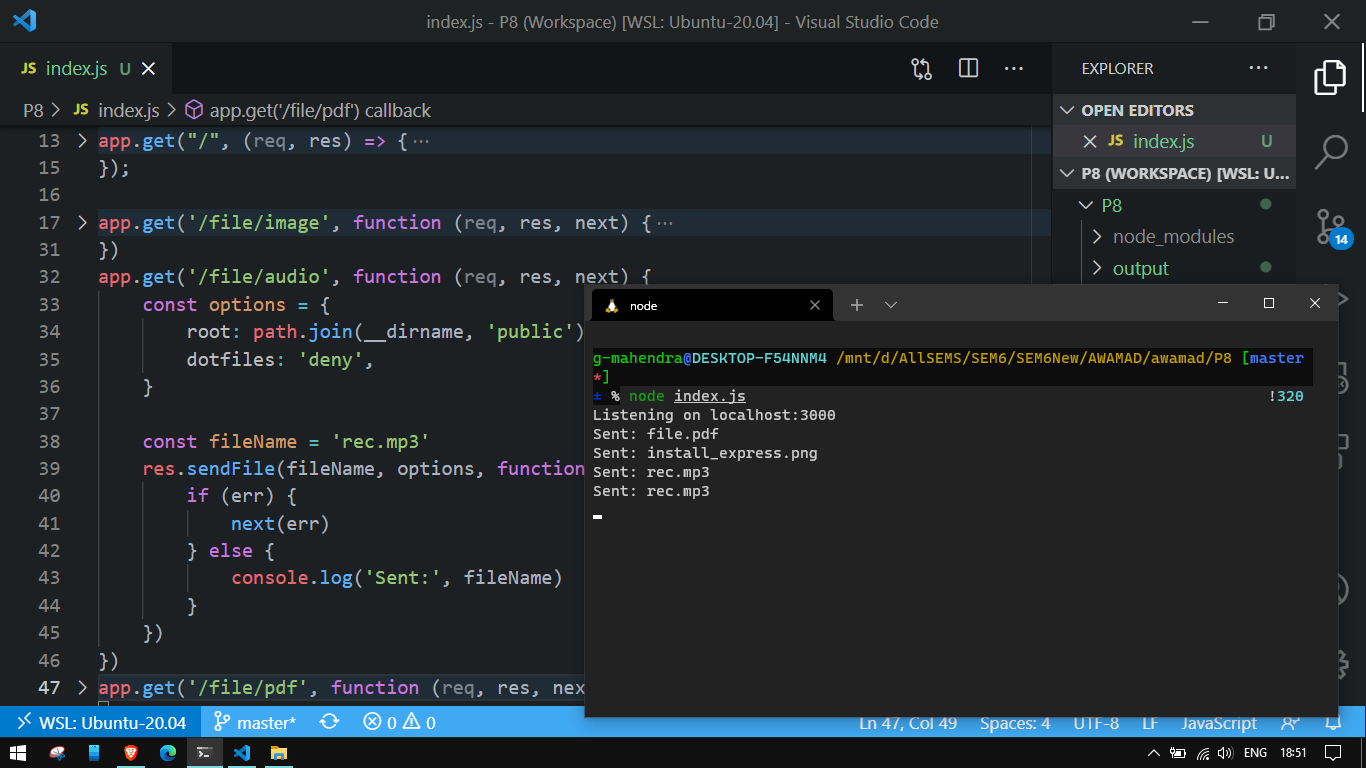 index.js - P8 (Workspace) [WSL: Ubuntu-20.04] - Visual Studio Code
JS index.js U
P8 > JS index.js > app.get('/file/pdf') callback
13 > app.get("/", (req, res) => {···
15 });
16
17 > app.get('/file/image', function (req, res, next) {···
31 })
32 app.get('/file/audio', function (req, res, next) {
33 const options = {
34 root: path.join(__dirname, 'public')
35 dotfiles: 'deny',
36 }
37
38 const fileName = 'rec.mp3'
39 res.sendFile(fileName, options, function
40 if (err) {
41 next(err)
42 } else {
43 console.log('Sent:', fileName)
44 }
45 })
46 })
47 > app.get('/file/pdf', function (req, res, nex
EXPLORER
OPEN EDITORS
JS index.js U
P8 (WORKSPACE) [WSL: U...
P8
node_modules
output
14
node
g-mahendra@DESKTOP-F54NNM4 /mnt/d/AllSEMS/SEM6/SEM6New/AWAMAD/awamad/P8 [master
*]
± % node index.js !320
Listening on localhost:3000
Sent: file.pdf
Sent: install_express.png
Sent: rec.mp3
Sent: rec.mp3
WSL: Ubuntu-20.04 master* 0 0 Ln 47, Col 49 Spaces: 4 UTF-8 LF JavaScript
ENG 18:51